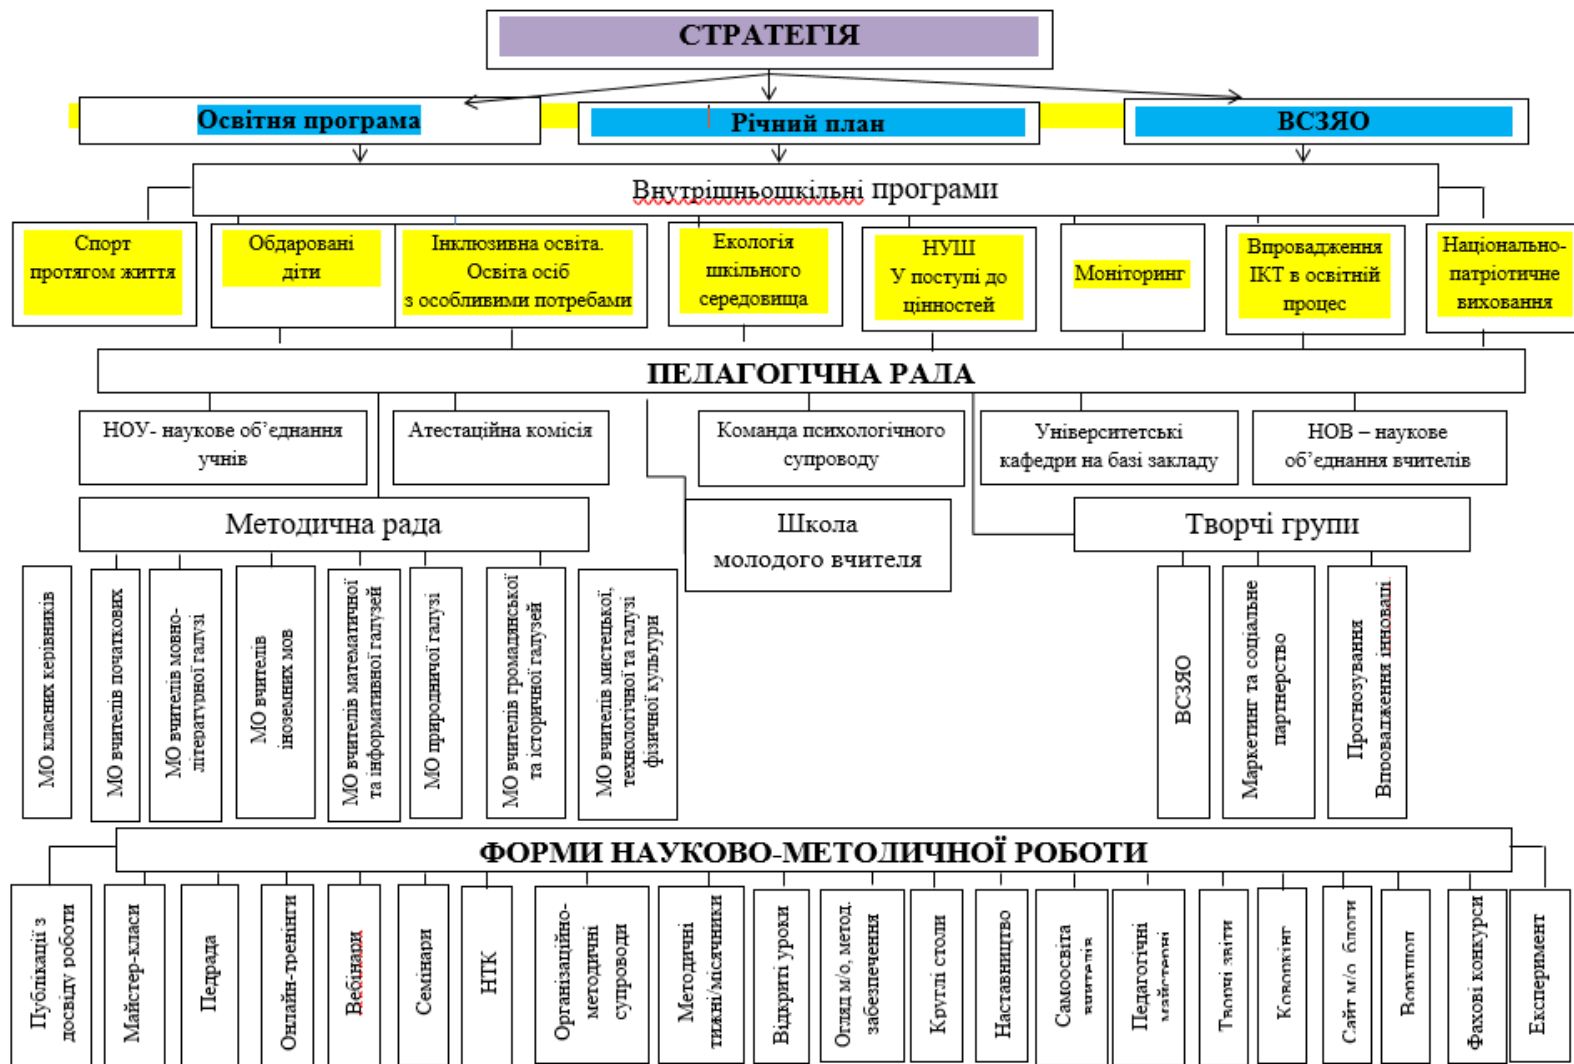 СТРАТЕГІЯ
Освітня програма
Річний план
ВСЗЯО
Внутрішньошкільні програми
Спорт
протягом життя
Обдаровані
діти
Інклюзивна освіта.
Освіта осіб
з особливими потребами
Екологія
шкільного
середовища
НУШ
У поступі до
цінностей
Моніторинг
Впровадження
ІКТ в освітній
процес
Національно-
патріотичне
виховання
ПЕДАГОГІЧНА РАДА
НОУ- наукове об’єднання
учнів
Атестаційна комісія
Команда психологічного
супроводу
Університетські
кафедри на базі закладу
НОВ – наукове
об’єднання вчителів
Методична рада
Школа
молодого вчителя
Творчі групи
МО класних керівників
МО вчителів початкових
МО вчителів мовно-
літературної галузі
МО вчителів
іноземних мов
МО вчителів математичної
та інформативної галузей
МО природничої галузі
МО вчителів громадянської
та історичної галузей
МО вчителів мистецької,
технологічної та галузі
фізичної культури
ВСЗЯО
Маркетинг та соціальне
партнерство
Прогнозування
Впровадження інноваці
ФОРМИ НАУКОВО-МЕТОДИЧНОЇ РОБОТИ
Публікації з
досвіду роботи
Майстер-класи
Педрада
Онлайн-тренінги
Вебінари
Семінари
НТК
Організаційно-
методичні
супроводи
Методичні
тижні/місячники
Відкриті уроки
Огляд м/о, метод.
забезпечення
Круглі столи
Наставництво
Самоосвіта
вчителів
Педагогічні
майстерні
Творчі звіти
Коворкінг
Сайт м/о, блоги
Воркшоп
Фахові конкурси
Експеримент